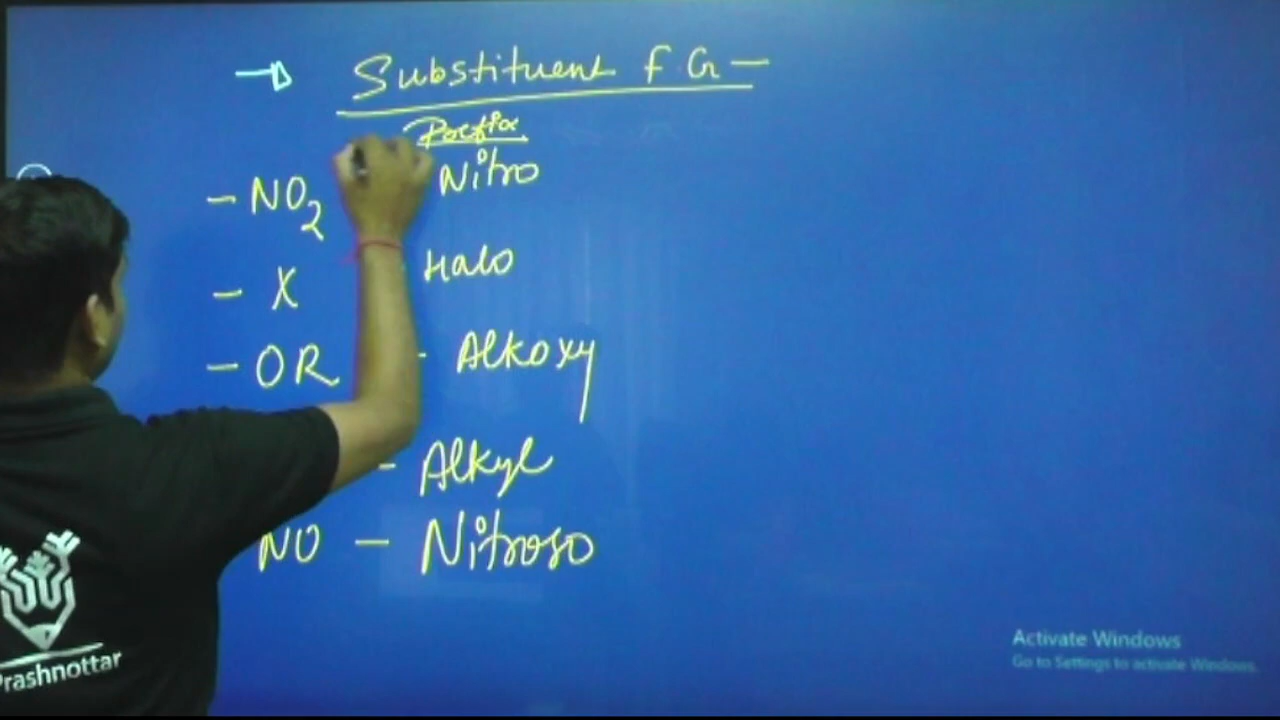 Substituent F.G -
Prefix
- NO2 Nitro
- X Halo
- OR - Alkoxy
- Alkyl
NO - Nitroso
Prashnottar
Activate Windows
Go to Settings to activate Windows.